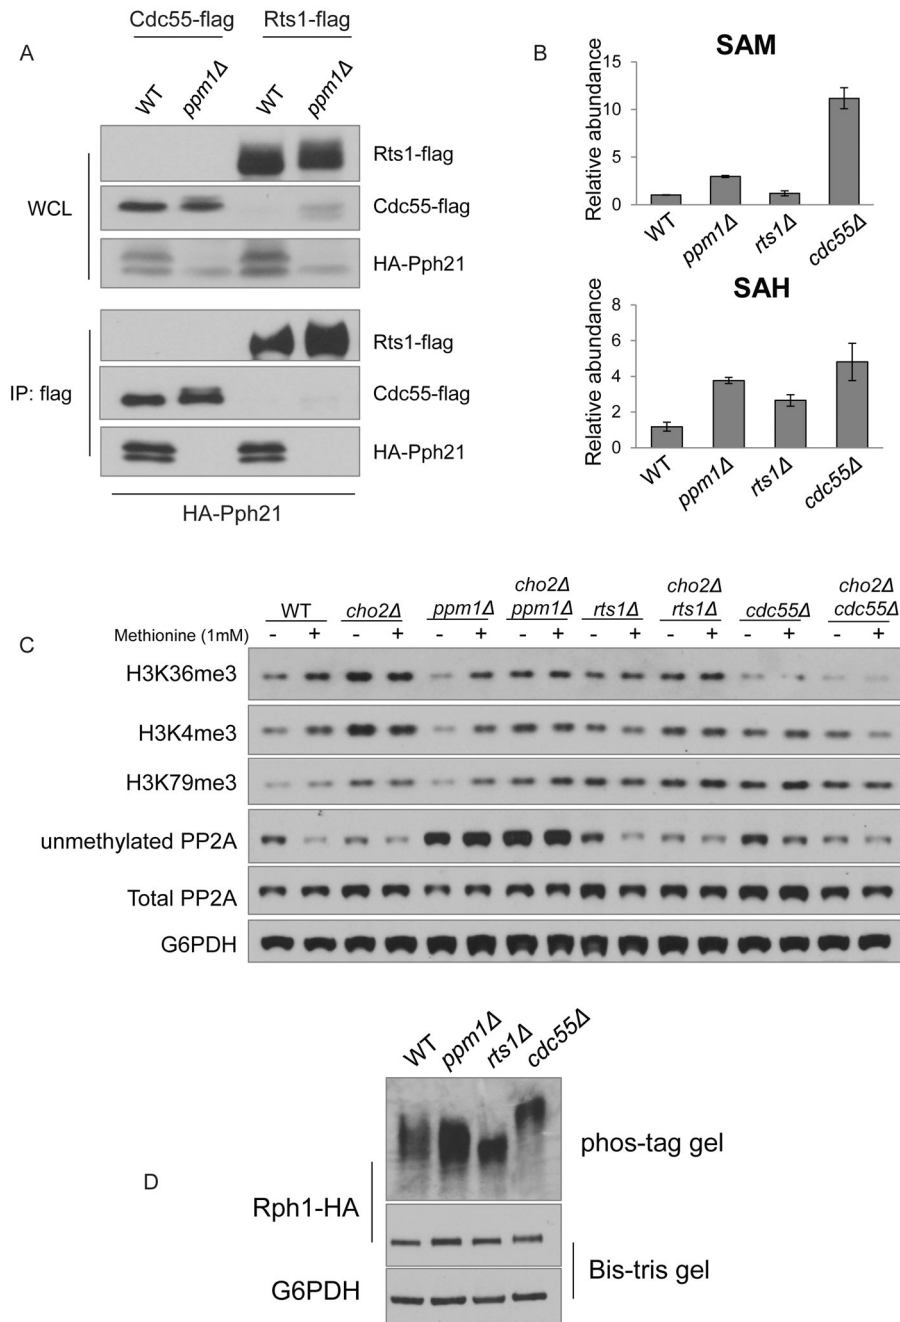 A
Cdc55-flag Rts1-flag
WT ppm1Δ WT ppm1Δ
WCL
Rts1-flag
Cdc55-flag
HA-Pph21
IP: flag
Rts1-flag
Cdc55-flag
HA-Pph21
HA-Pph21
B
SAM
Relative abundance
15
10
5
0
WT ppm1Δ rts1Δ cdc55Δ
SAH
Relative abundance
8
6
4
2
0
WT ppm1Δ rts1Δ cdc55Δ
C
WT cho2Δ ppm1Δ cho2Δ ppm1Δ rts1Δ cho2Δ rts1Δ cdc55Δ cho2Δ cdc55Δ
Methionine (1mM) - + - + - + - + - + - + - + - +
H3K36me3
H3K4me3
H3K79me3
unmethylated PP2A
Total PP2A
G6PDH
D
WT ppm1Δ rts1Δ cdc55Δ
phos-tag gel
Rph1-HA
Bis-tris gel
G6PDH